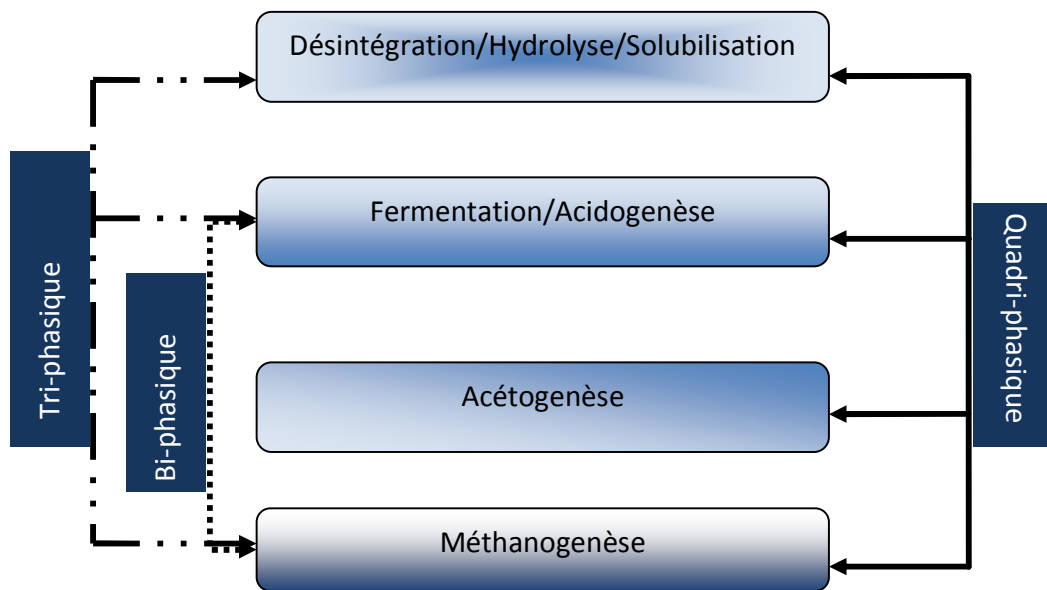 Désintégration/Hydrolyse/Solubilisation
Fermentation/Acidogenèse
Acétogenèse
Méthanogenèse
Tri-phasique
Bi-phasique
Quadri-phasique